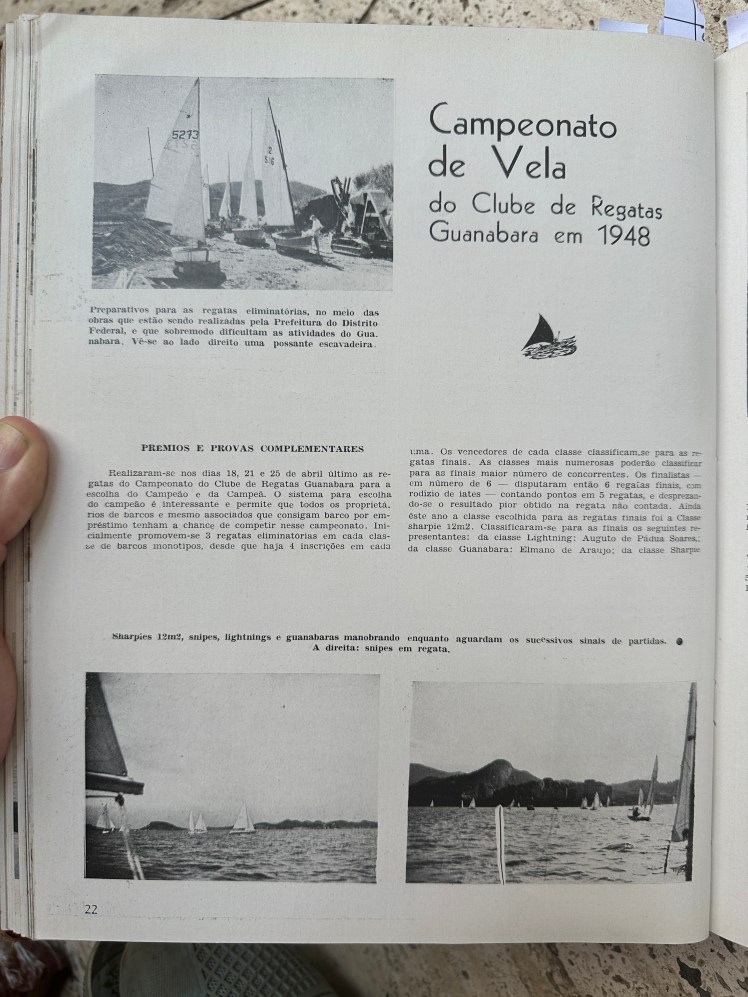 5273
Campeonato
de Vela
do Clube de Regatas
Guanabara em 1948
Preparativos para as regatas eliminatórias, no meio das
obras que estão sendo realizadas pela Prefeitura do Distrito
Federal, e que sobremodo dificultam as atividades do Gua.
nabara. Vê-se ao lado direito uma possante escavadeira.
PREMIOS E PROVAS COMPLEMENTARES
Realizaram-se nos dias 18, 21 e 25 de abril último as re-
gatas do Campeonato do Clube de Regatas Guanabara para a
escolha do Campeão e da Campeã. O sistema para escolha
do campeão é interessante e permite que todos os proprieta,
rios de barcos e mesmo associados que consigam barco por em-
préstimo tenham a chance de competir nesse campeonato. Ini-
cialmente promovem-se 3 regatas eliminatórias em cada clas-
se de barcos monotipos, desde que haja 4 inscrições em cada
uma. Os vencedores de cada classe classificam.se para as re-
gatas finais. As classes mais numerosas poderão classificar
para as finais maior número de concorrentes. Os finalistas —
em número de 6 — disputaram então 6 regatas finais, com
rodízio de iates — contando pontos em 5 regatas, e desprezan-
do-se o resultado pior obtido na regata não contada. Ainda
êste ano a classe escolhida para as regatas finais foi a Classe
sharpie 12m2. Classificaram-se para as finais os seguintes re-
presentantes: da classe Lightning: Auguto de Pádua Soares,;
da classe Guanabara: Elmano de Araujo; da classe Sharpie
Sharpies 12m2, snipes, lightnings e guanabaras manobrando enquanto aguardam os sucessivos sinais de partidas. ●
A direita: snipes em regata.
22